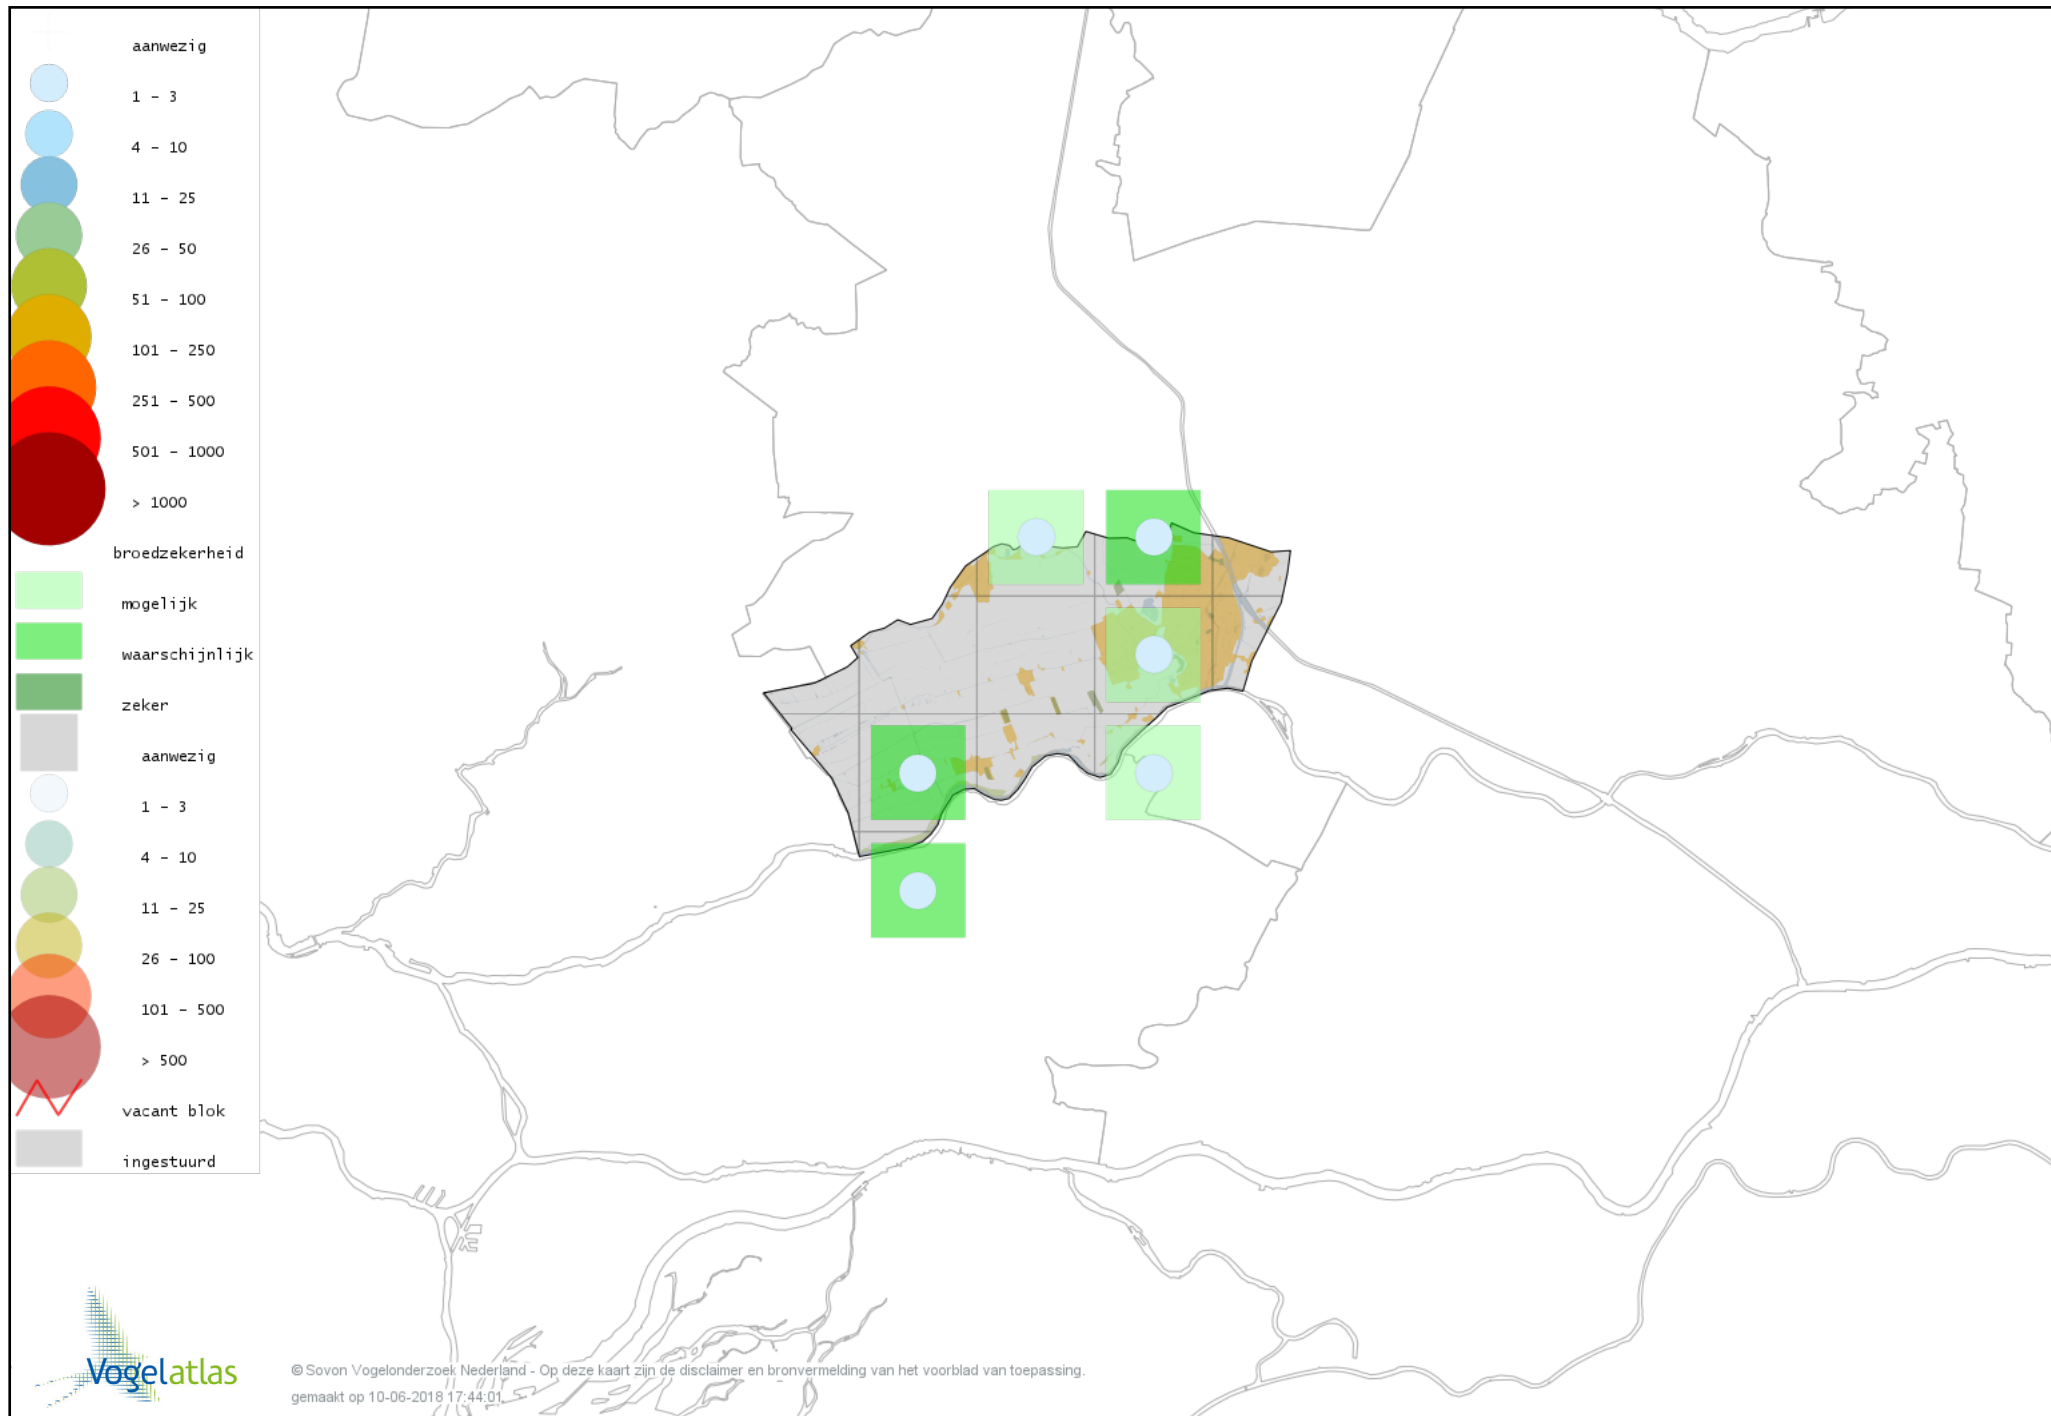 aanwezig
1 - 3
4 - 10
11 - 25
26 - 50
51 - 100
101 - 250
251 - 500
501 - 1000
> 1000
broedzekerheid
mogelijk
waarschijnlijk
zeker
aanwezig
1 - 3
4 - 10
11 - 25
26 - 100
101 - 500
> 500
vacant blok
ingestuurd
Vogelatlas
© Sovon Vogelonderzoek Nederland - Op deze kaart zijn de disclaimer en bronvermelding van het voorblad van toepassing.
gemaakt op 10-06-2018 17:44:01